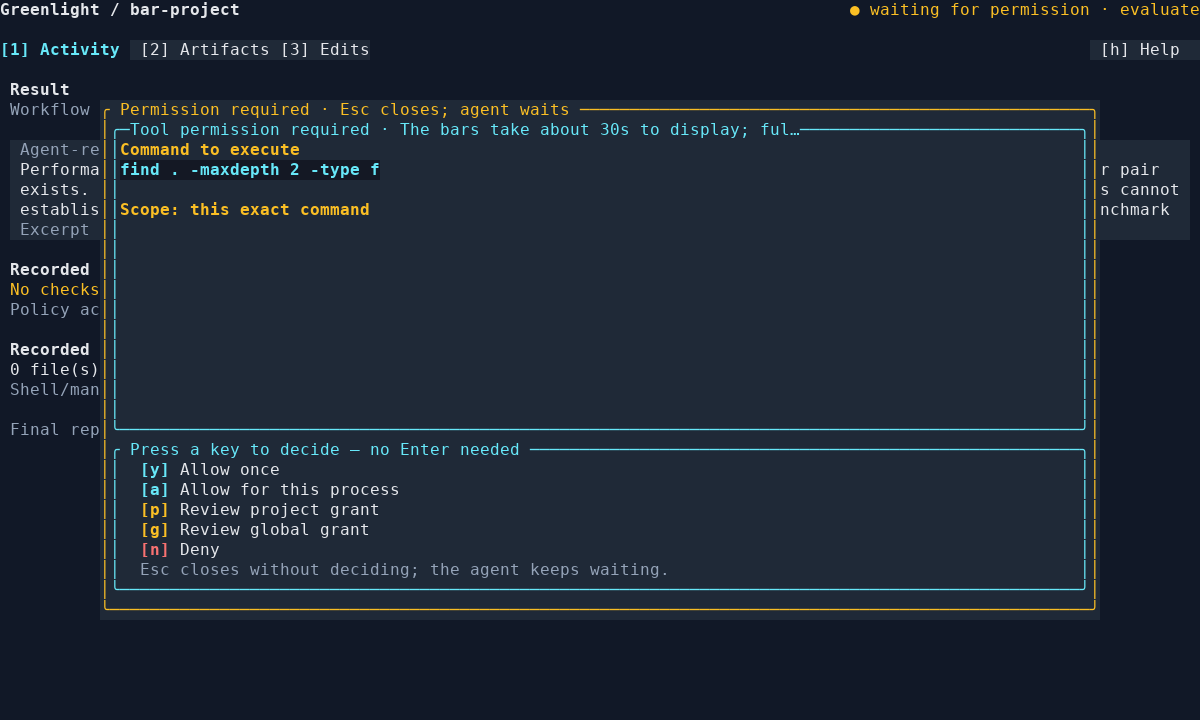 Greenlight / bar-project ● waiting for permission · evaluate
[1] Activity [2] Artifacts [3] Edits [h] Help
Result
Workflow
Permission required · Esc closes; agent waits
Tool permission required · The bars take about 30s to display; ful…
Agent-re
Command to execute
Performa
find . -maxdepth 2 -type f
r pair
exists.
s cannot
establis
Scope: this exact command
nchmark
Excerpt
Recorded
No checks
Policy ac
Recorded
0 file(s)
Shell/man
Final rep
Press a key to decide — no Enter needed
[y] Allow once
[a] Allow for this process
[p] Review project grant
[g] Review global grant
[n] Deny
Esc closes without deciding; the agent keeps waiting.